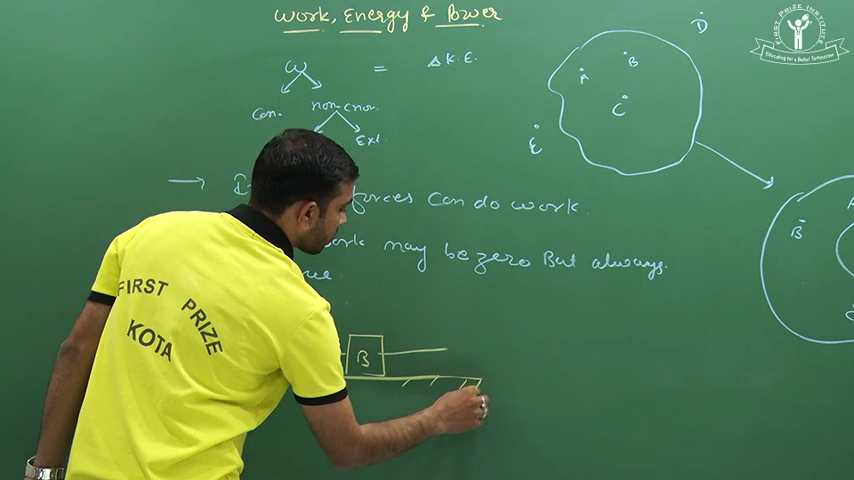 Work, Energy & Power
W = ΔK.E.
Con. non-con.
Ext.
→ forces can do work.
work may be zero But always
B
A
B
C
D
E
A
B
FIRST PRIZE
KOTA
FIRST PRIZE INSTITUTE
Educating for a Better Tomorrow